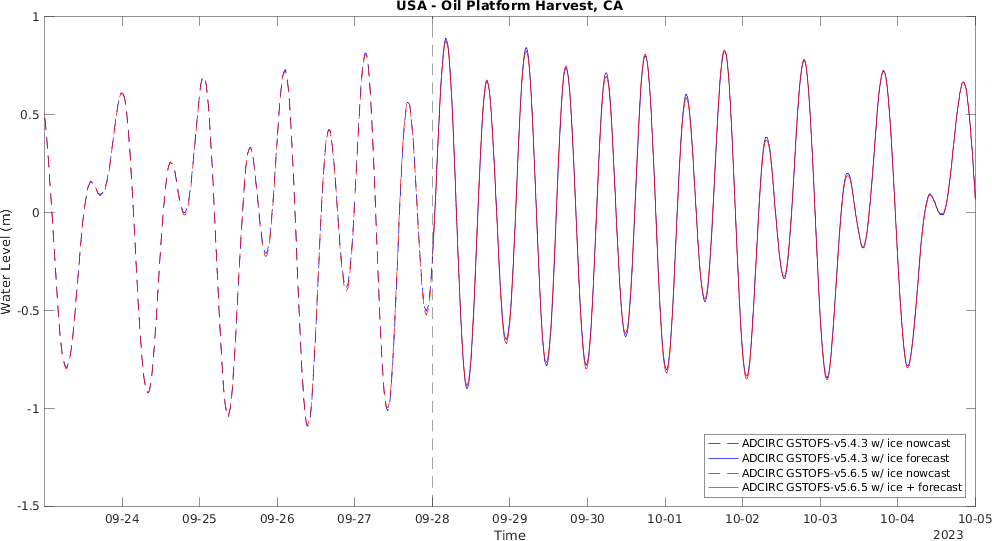 USA - Oil Platform Harvest, CA
1
0.5
0
-0.5
-1
-1.5
Water Level (m)
ADCIRC GSTOFS-v5.4.3 w/ ice nowcast
ADCIRC GSTOFS-v5.4.3 w/ ice forecast
ADCIRC GSTOFS-v5.6.5 w/ ice nowcast
ADCIRC GSTOFS-v5.6.5 w/ ice + forecast
09-24 09-25 09-26 09-27 09-28 09-29 09-30 10-01 10-02 10-03 10-04 10-05
Time
2023